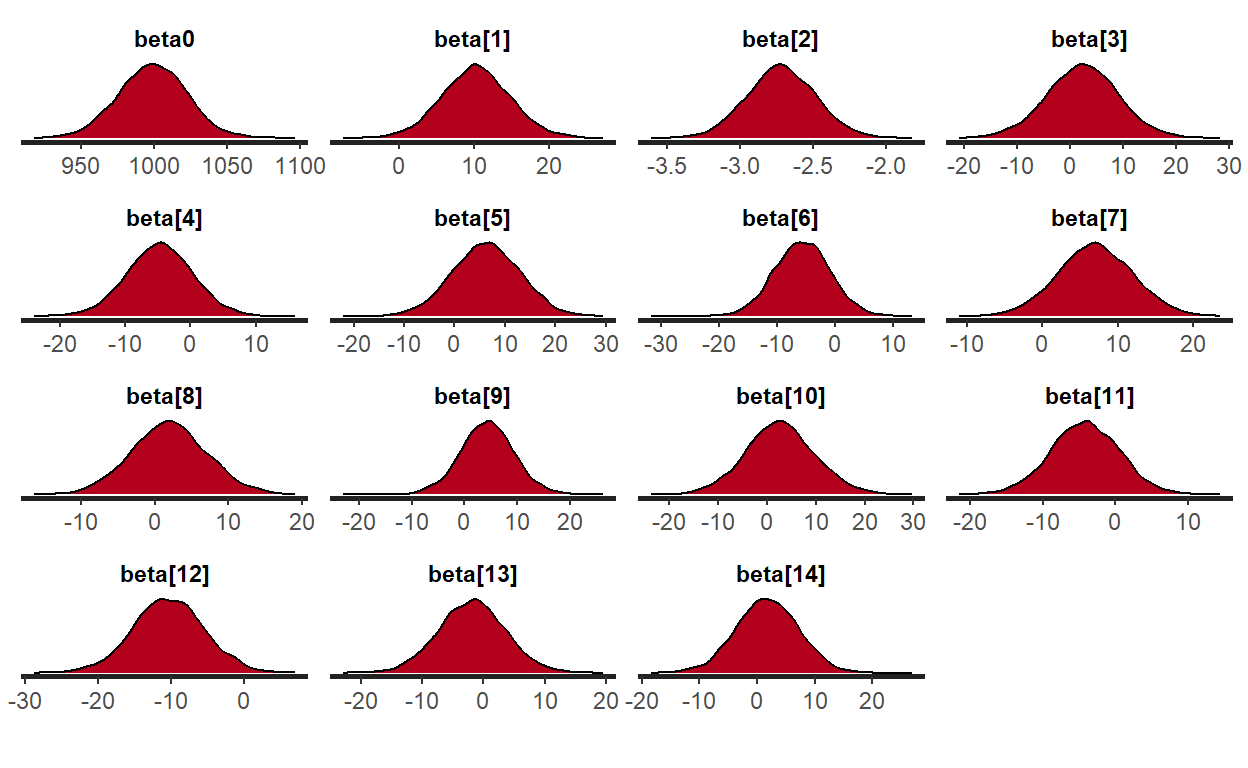 beta0 beta[1] beta[2] beta[3]
950 1000 1050 1100 0 10 20 -3.5 -3.0 -2.5 -2.0 -20 -10 0 10 20 30
beta[4] beta[5] beta[6] beta[7]
-20 -10 0 10 -20 -10 0 10 20 30 -30 -20 -10 0 10 -10 0 10 20
beta[8] beta[9] beta[10] beta[11]
-10 0 10 20 -20 -10 0 10 20 -20 -10 0 10 20 30 -20 -10 0 10
beta[12] beta[13] beta[14]
-30 -20 -10 0 -20 -10 0 10 20 -20 -10 0 10 20